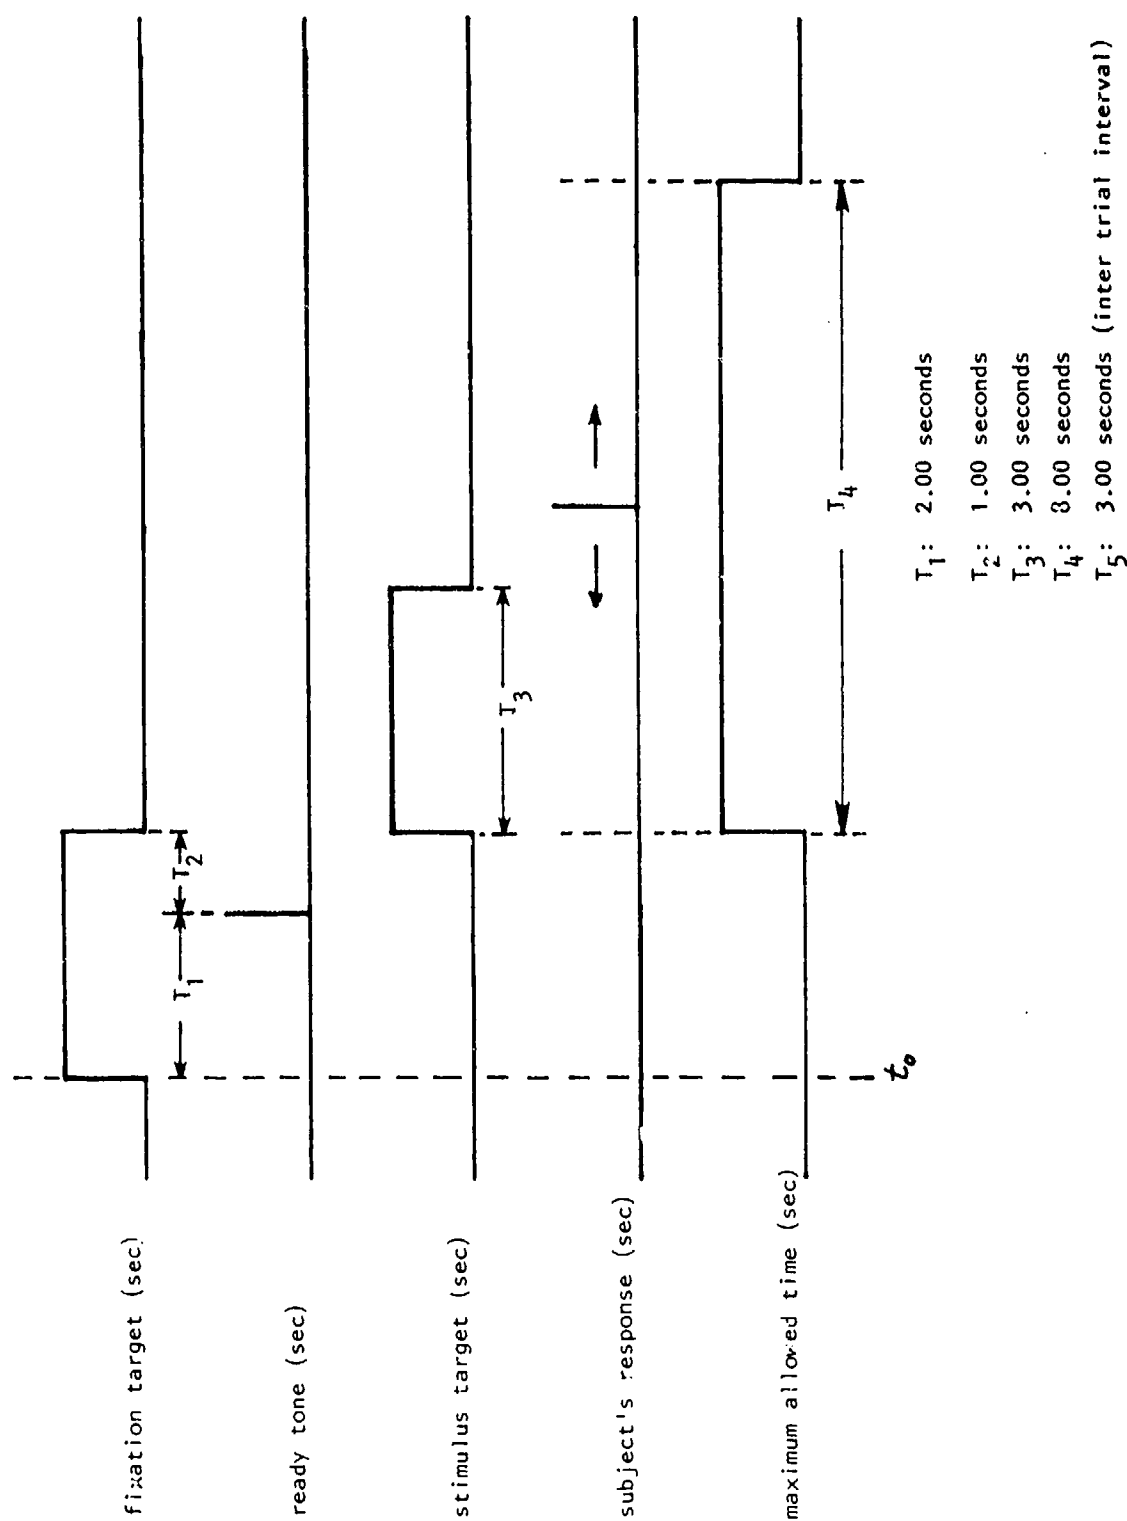 fixation target (sec)
T1
T2
ready tone (sec)
stimulus target (sec)
T3
subject's response (sec)
maximum allowed time (sec)
T4
t₀
T1: 2.00 seconds
T2: 1.00 seconds
T3: 3.00 seconds
T4: 8.00 seconds
T5: 3.00 seconds (inter trial interval)